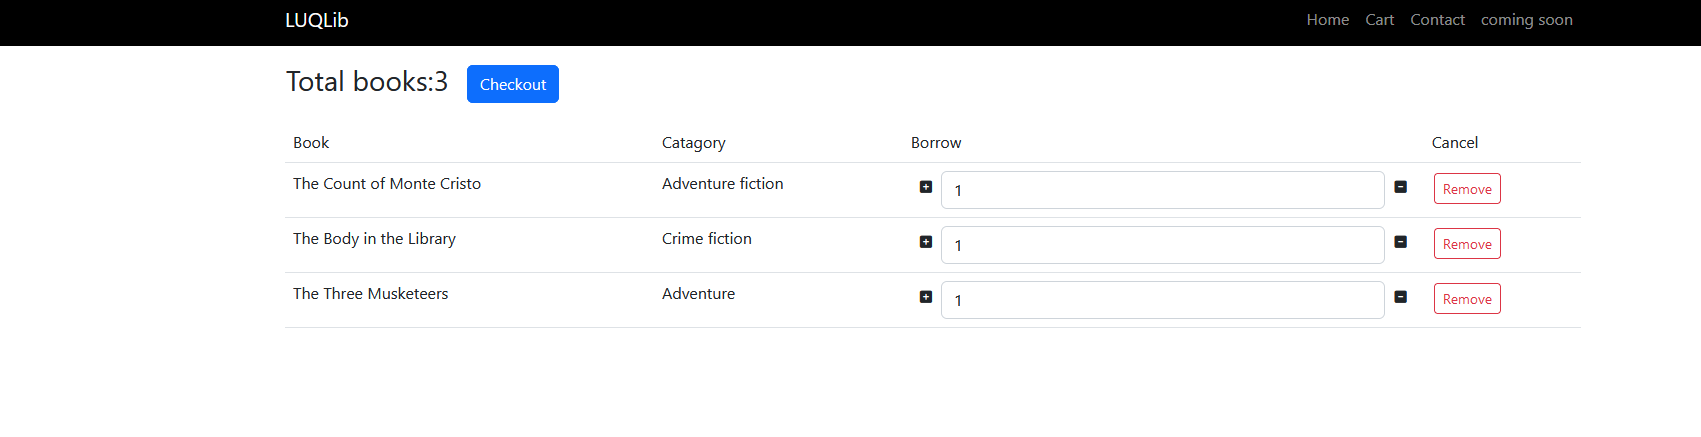 LUQLib Home Cart Contact coming soon
Total books:3 Checkout
Book Catagory Borrow Cancel
The Count of Monte Cristo Adventure fiction 1 Remove
The Body in the Library Crime fiction 1 Remove
The Three Musketeers Adventure 1 Remove